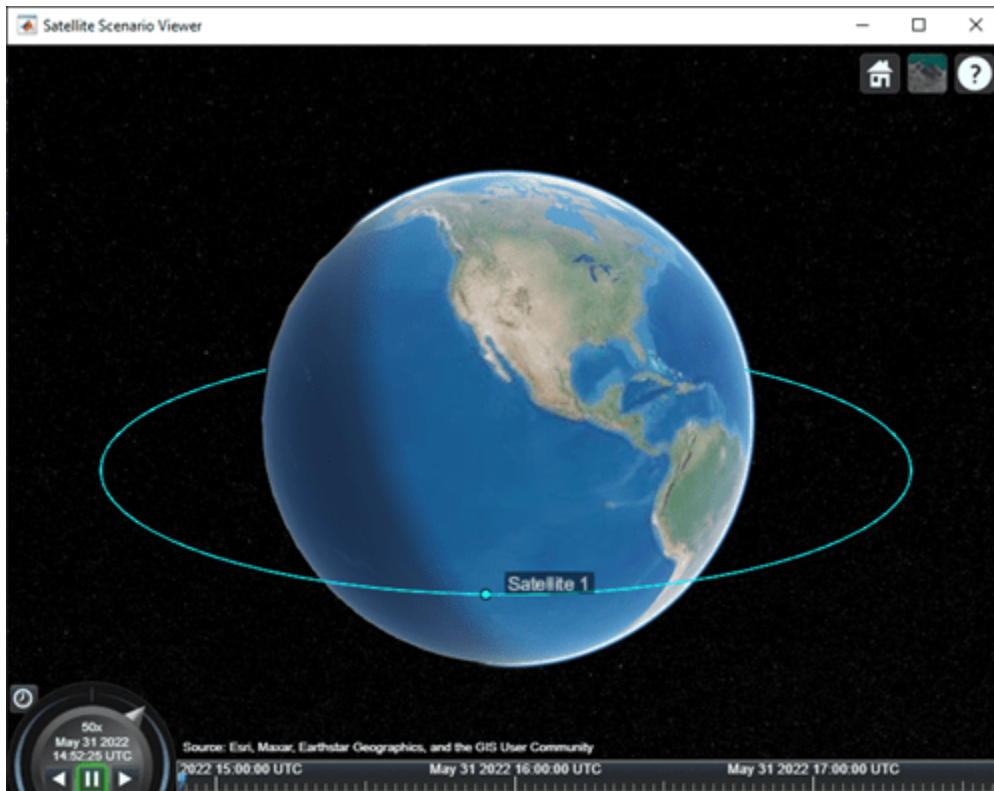 Satellite Scenario Viewer
?
Satellite 1
50x
May 31 2022
14:52:25 UTC
Source: Esri, Maxar, Earthstar Geographics, and the GIS User Community
2022 15:00:00 UTC
May 31 2022 16:00:00 UTC
May 31 2022 17:00:00 UTC